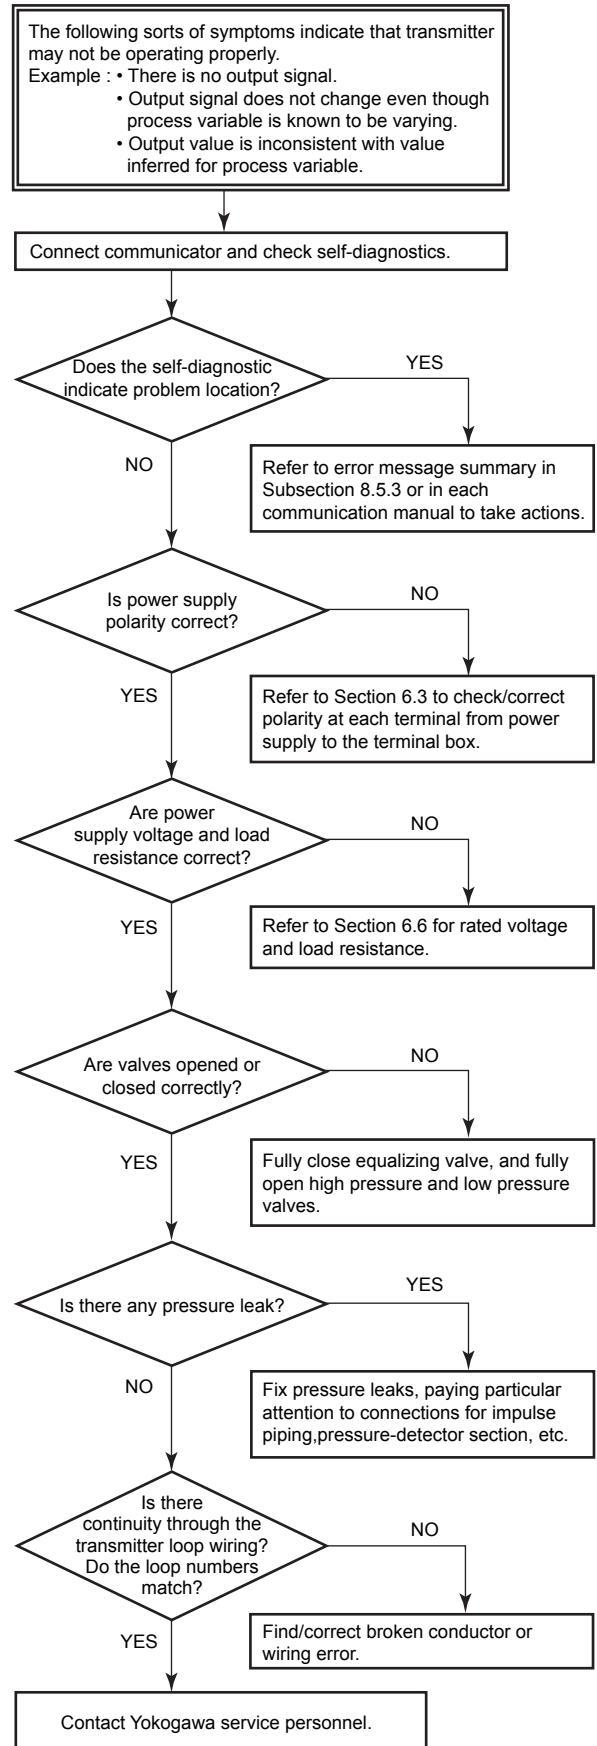 The following sorts of symptoms indicate that transmitter
may not be operating properly.
Example : • There is no output signal.
• Output signal does not change even though
process variable is known to be varying.
• Output value is inconsistent with value
inferred for process variable.
Connect communicator and check self-diagnostics.
Does the self-diagnostic
indicate problem location?
YES
NO
Refer to error message summary in
Subsection 8.5.3 or in each
communication manual to take actions.
Is power supply
polarity correct?
NO
YES
Refer to Section 6.3 to check/correct
polarity at each terminal from power
supply to the terminal box.
Are power
supply voltage and load
resistance correct?
NO
YES
Refer to Section 6.6 for rated voltage
and load resistance.
Are valves opened or
closed correctly?
NO
YES
Fully close equalizing valve, and fully
open high pressure and low pressure
valves.
Is there any pressure leak?
YES
NO
Fix pressure leaks, paying particular
attention to connections for impulse
piping,pressure-detector section, etc.
Is there
continuity through the
transmitter loop wiring?
Do the loop numbers
match?
NO
YES
Find/correct broken conductor or
wiring error.
Contact Yokogawa service personnel.